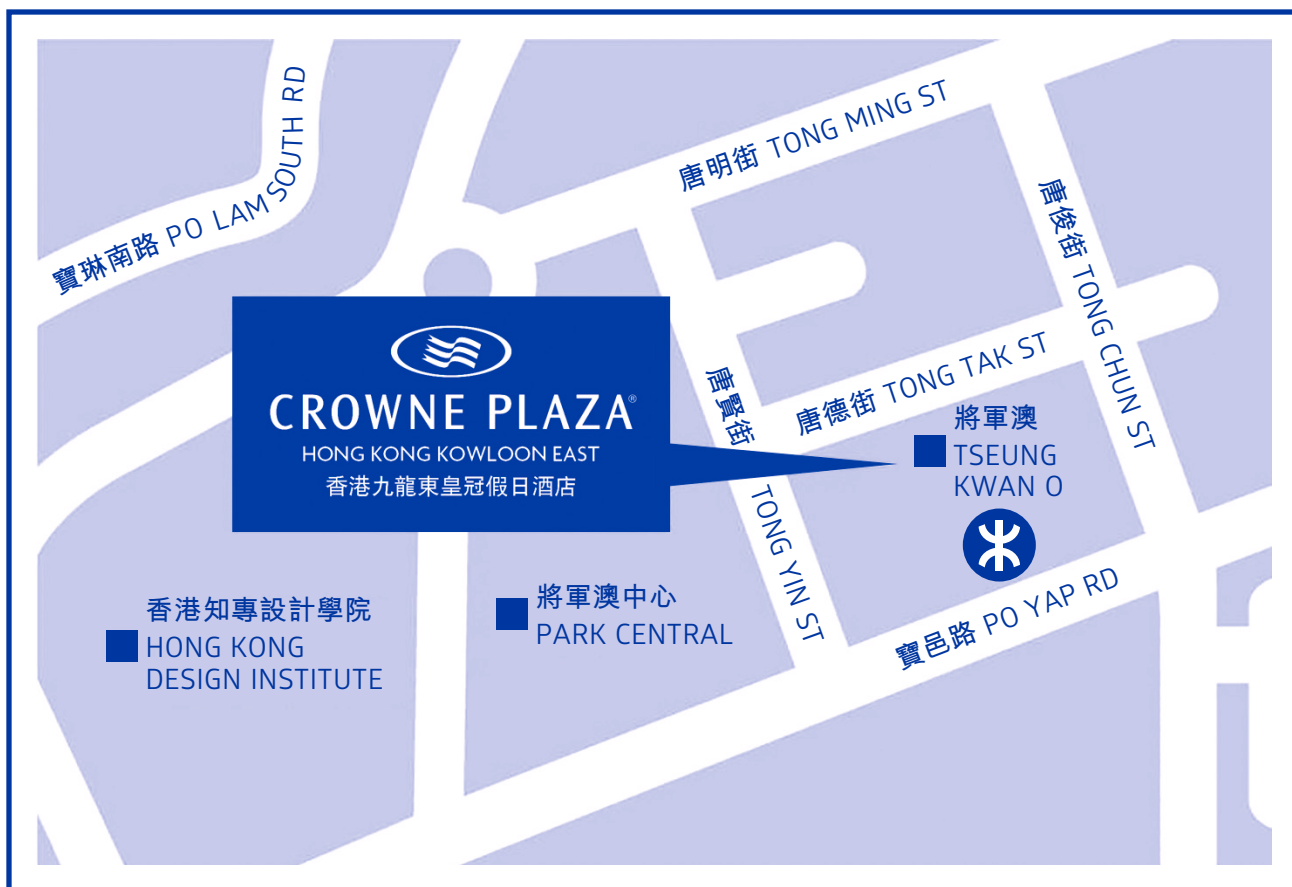 寶琳南路 PO LAM SOUTH RD
唐明街 TONG MING ST
唐俊街 TONG CHUN ST
CROWNE PLAZA®
HONG KONG KOWLOON EAST
香港九龍東皇冠假日酒店
唐賢街 TONG YIN ST
唐德街 TONG TAK ST
將軍澳
TSEUNG
KWAN O
香港知專設計學院
HONG KONG
DESIGN INSTITUTE
將軍澳中心
PARK CENTRAL
寶邑路 PO YAP RD